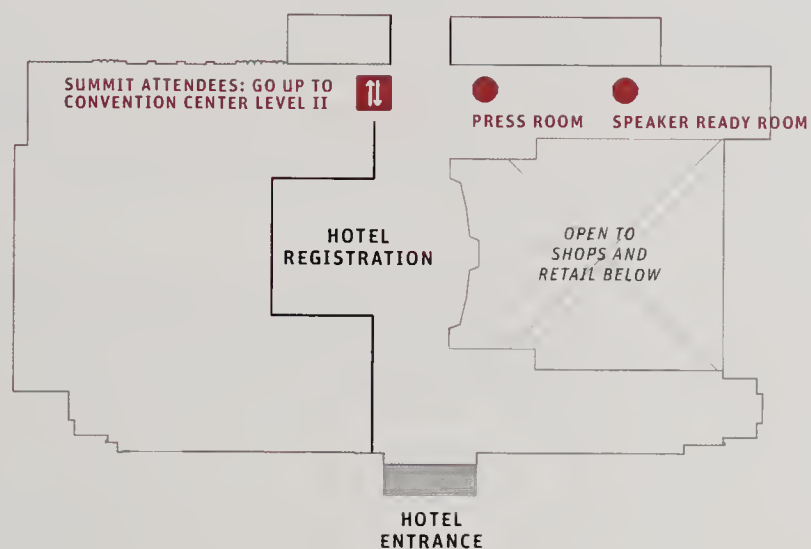 SUMMIT ATTENDEES: GO UP TO
CONVENTION CENTER LEVEL II
PRESS ROOM
SPEAKER READY ROOM
HOTEL
REGISTRATION
OPEN TO
SHOPS AND
RETAIL BELOW
HOTEL
ENTRANCE